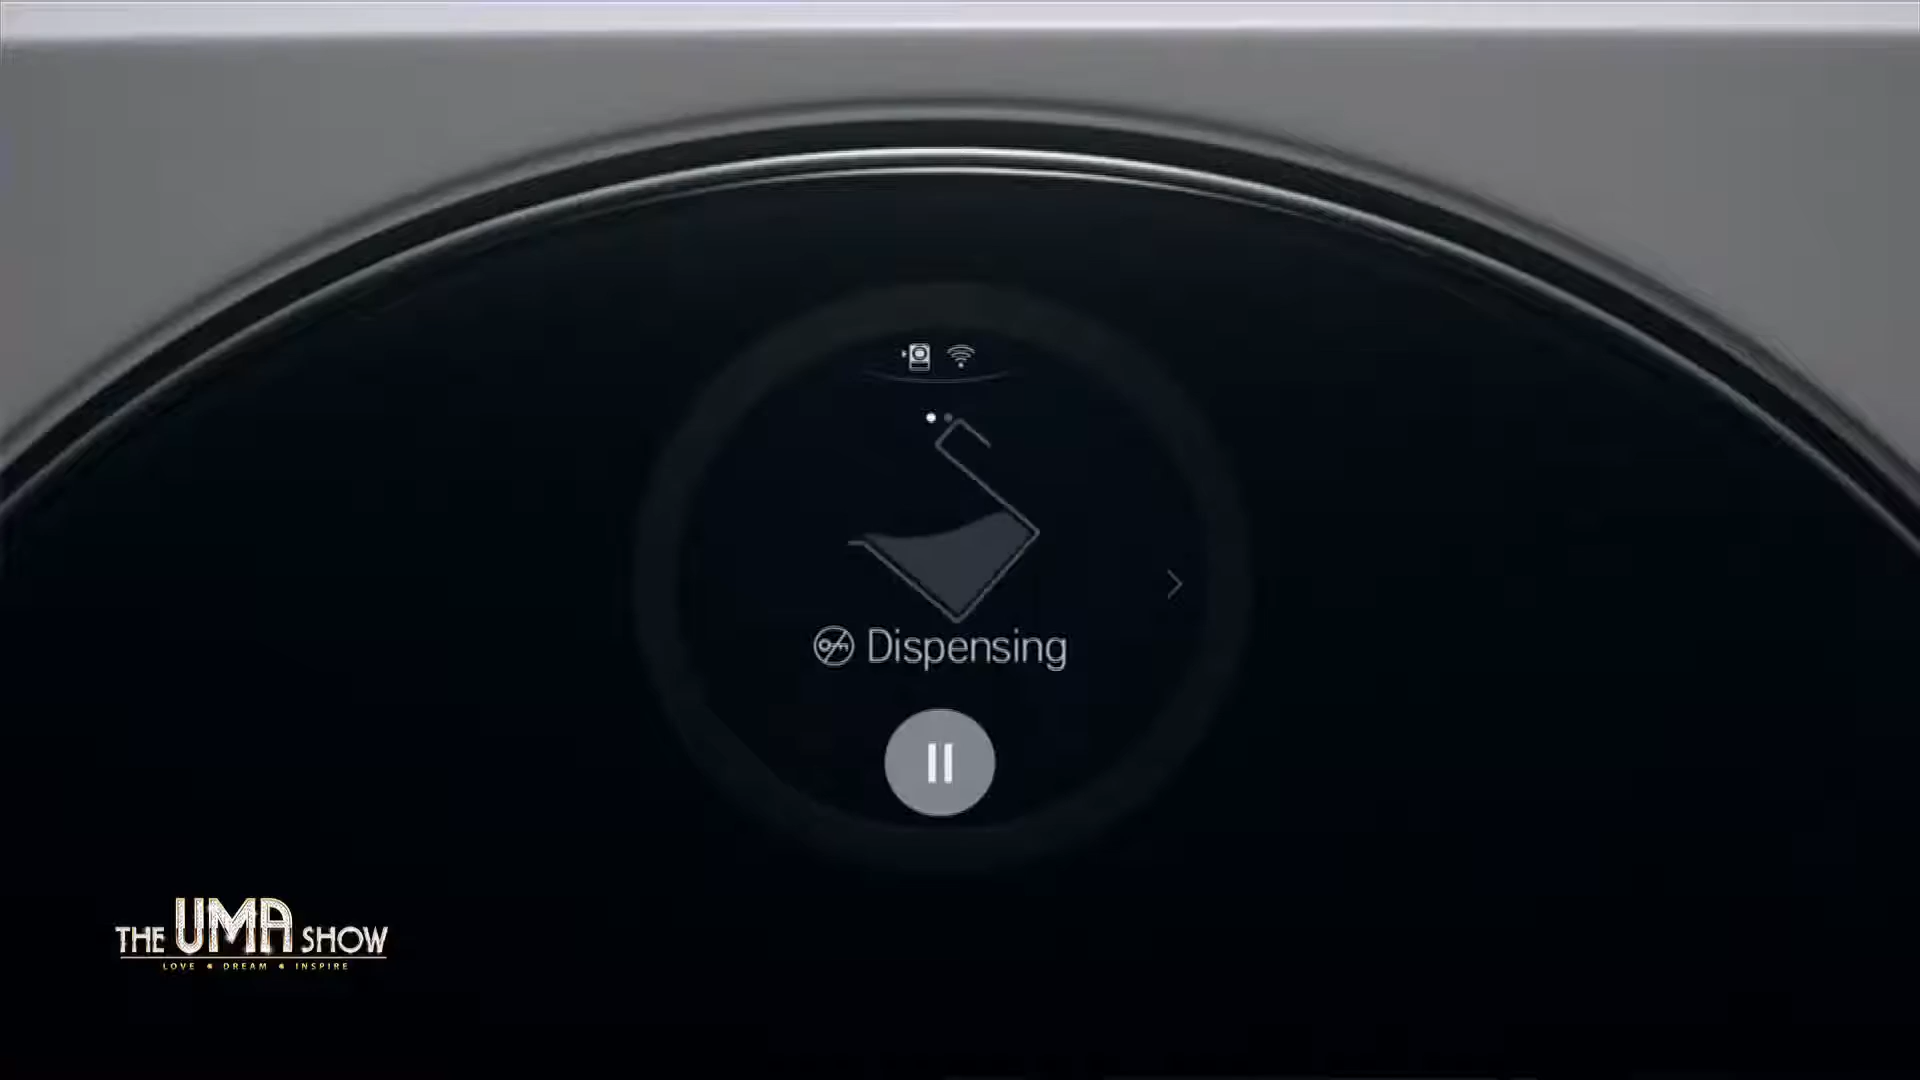 Dispensing
THE UMA SHOW
LOVE • DREAM • INSPIRE